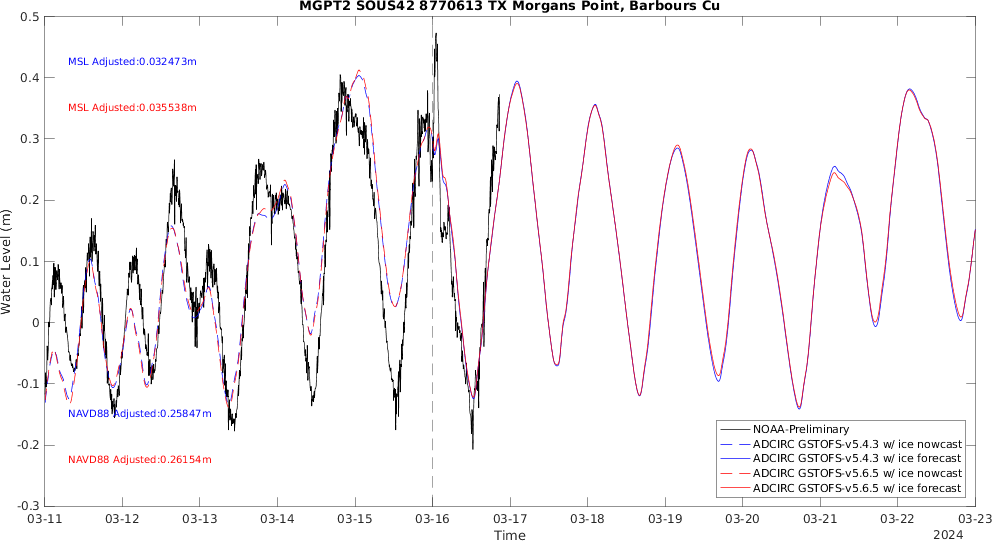 MGPT2 SOUS42 8770613 TX Morgans Point, Barbours Cu
0.5
0.4
0.3
0.2
0.1
0
-0.1
-0.2
-0.3
Water Level (m)
MSL Adjusted:0.032473m
MSL Adjusted:0.035538m
NAVD88 Adjusted:0.25847m
NAVD88 Adjusted:0.26154m
NOAA-Preliminary
ADCIRC GSTOFS-v5.4.3 w/ ice nowcast
ADCIRC GSTOFS-v5.4.3 w/ ice forecast
ADCIRC GSTOFS-v5.6.5 w/ ice nowcast
ADCIRC GSTOFS-v5.6.5 w/ ice forecast
03-11 03-12 03-13 03-14 03-15 03-16 03-17 03-18 03-19 03-20 03-21 03-22 03-23
Time
2024